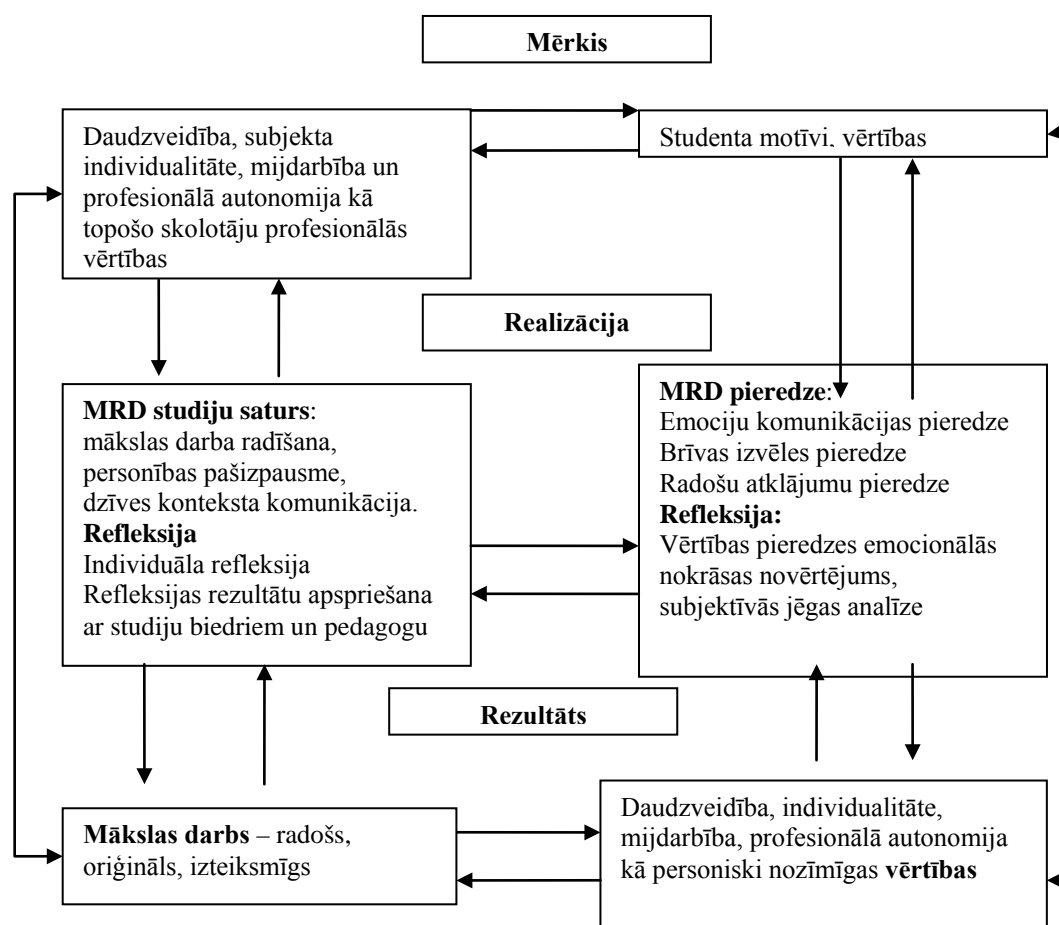 Mērķis
Daudzveidība, subjekta
individualitāte, mijdarbība un
profesionālā autonomija kā
topošo skolotāju profesionālās
vērtības
Studenta motīvi, vērtības
Realizācija
MRD studiju saturs:
mākslas darba radīšana,
personības pašizpausme,
dzīves konteksta komunikācija.
Refleksija
Individuāla refleksija
Refleksijas rezultātu apspriešana
ar studiju biedriem un pedagogu
MRD pieredze:
Emociju komunikācijas pieredze
Brīvas izvēles pieredze
Radošu atklājumu pieredze
Refleksija:
Vērtības pieredzes emocionālās
nokrāsas novērtējums,
subjektīvās jēgas analīze
Rezultāts
Mākslas darbs – radošs,
oriģināls, izteiksmīgs
Daudzveidība, individualitāte,
mijdarbība, profesionālā autonomija
kā personiski nozīmīgas vērtības